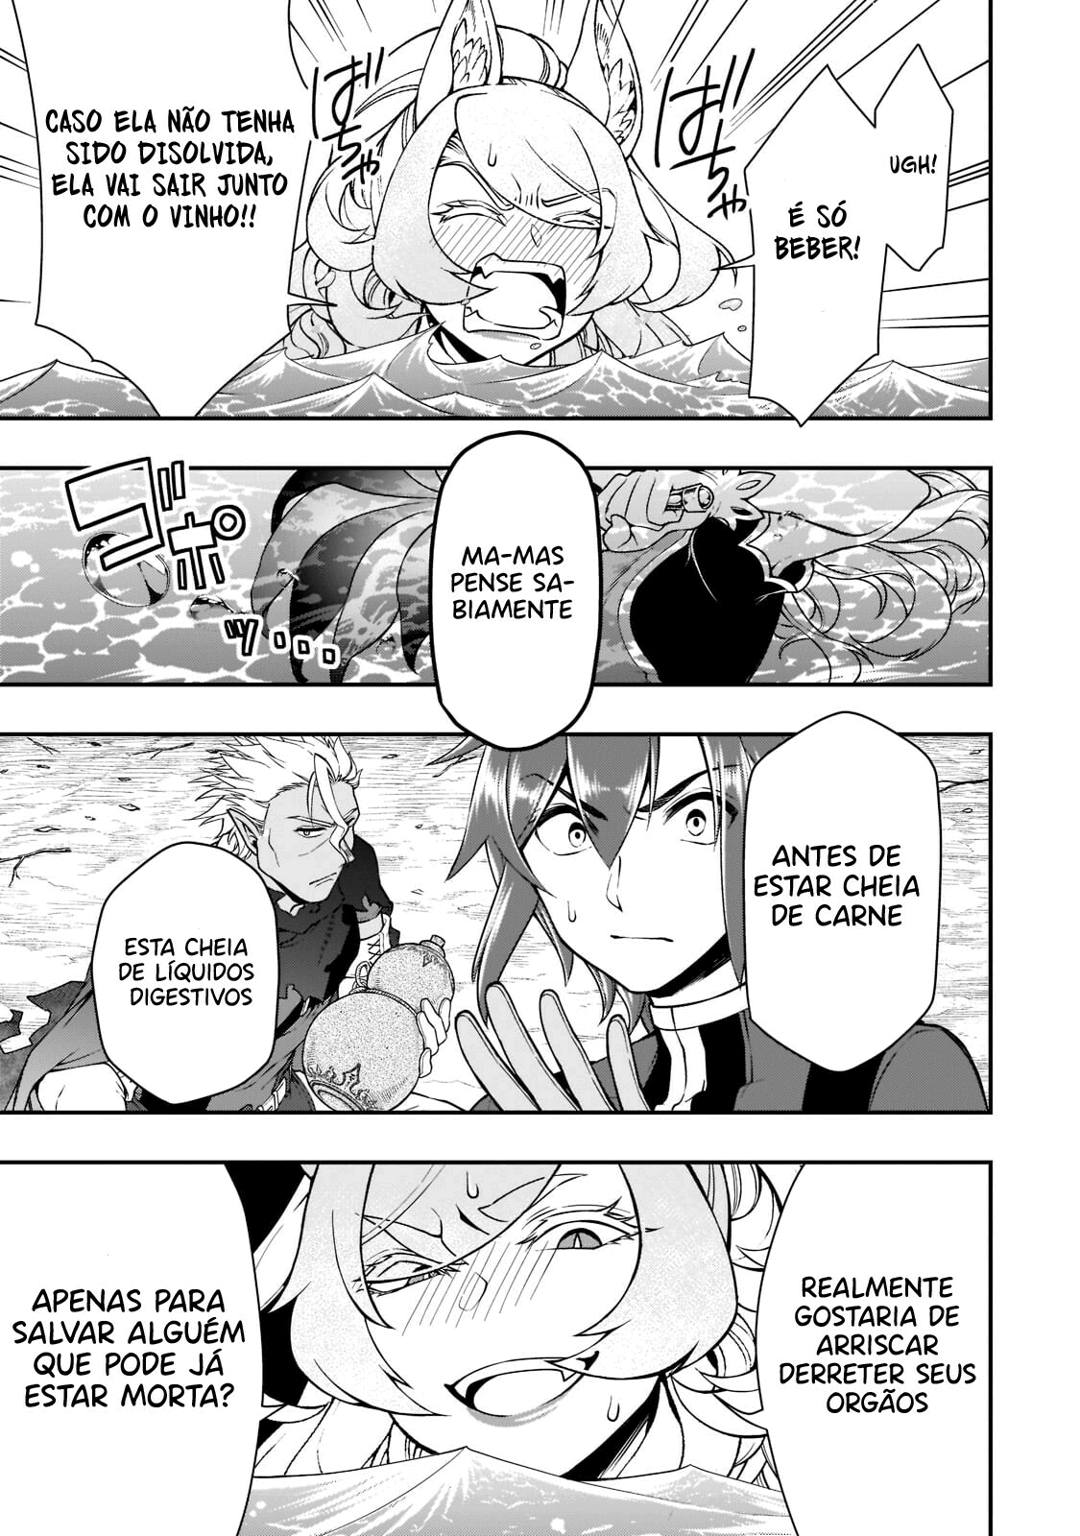 UGH!
É SÓ
BEBER!
ばちゃ
ばちゃ
CASO ELA NÃO TENHA
SIDO DISOLVIDA,
ELA VAI SAIR JUNTO
COM O VINHO!!
MA-MAS
PENSE SA-
BIAMENTE
ゴポ
ッ...
ANTES DE
ESTAR CHEIA
DE CARNE
ESTA CHEIA
DE LÍQUIDOS
DIGESTIVOS
REALMENTE
GOSTARIA DE
ARRISCAR
DERRETER SEUS
ORGÃOS
APENAS PARA
SALVAR ALGUÉM
QUE PODE JÁ
ESTAR MORTA?